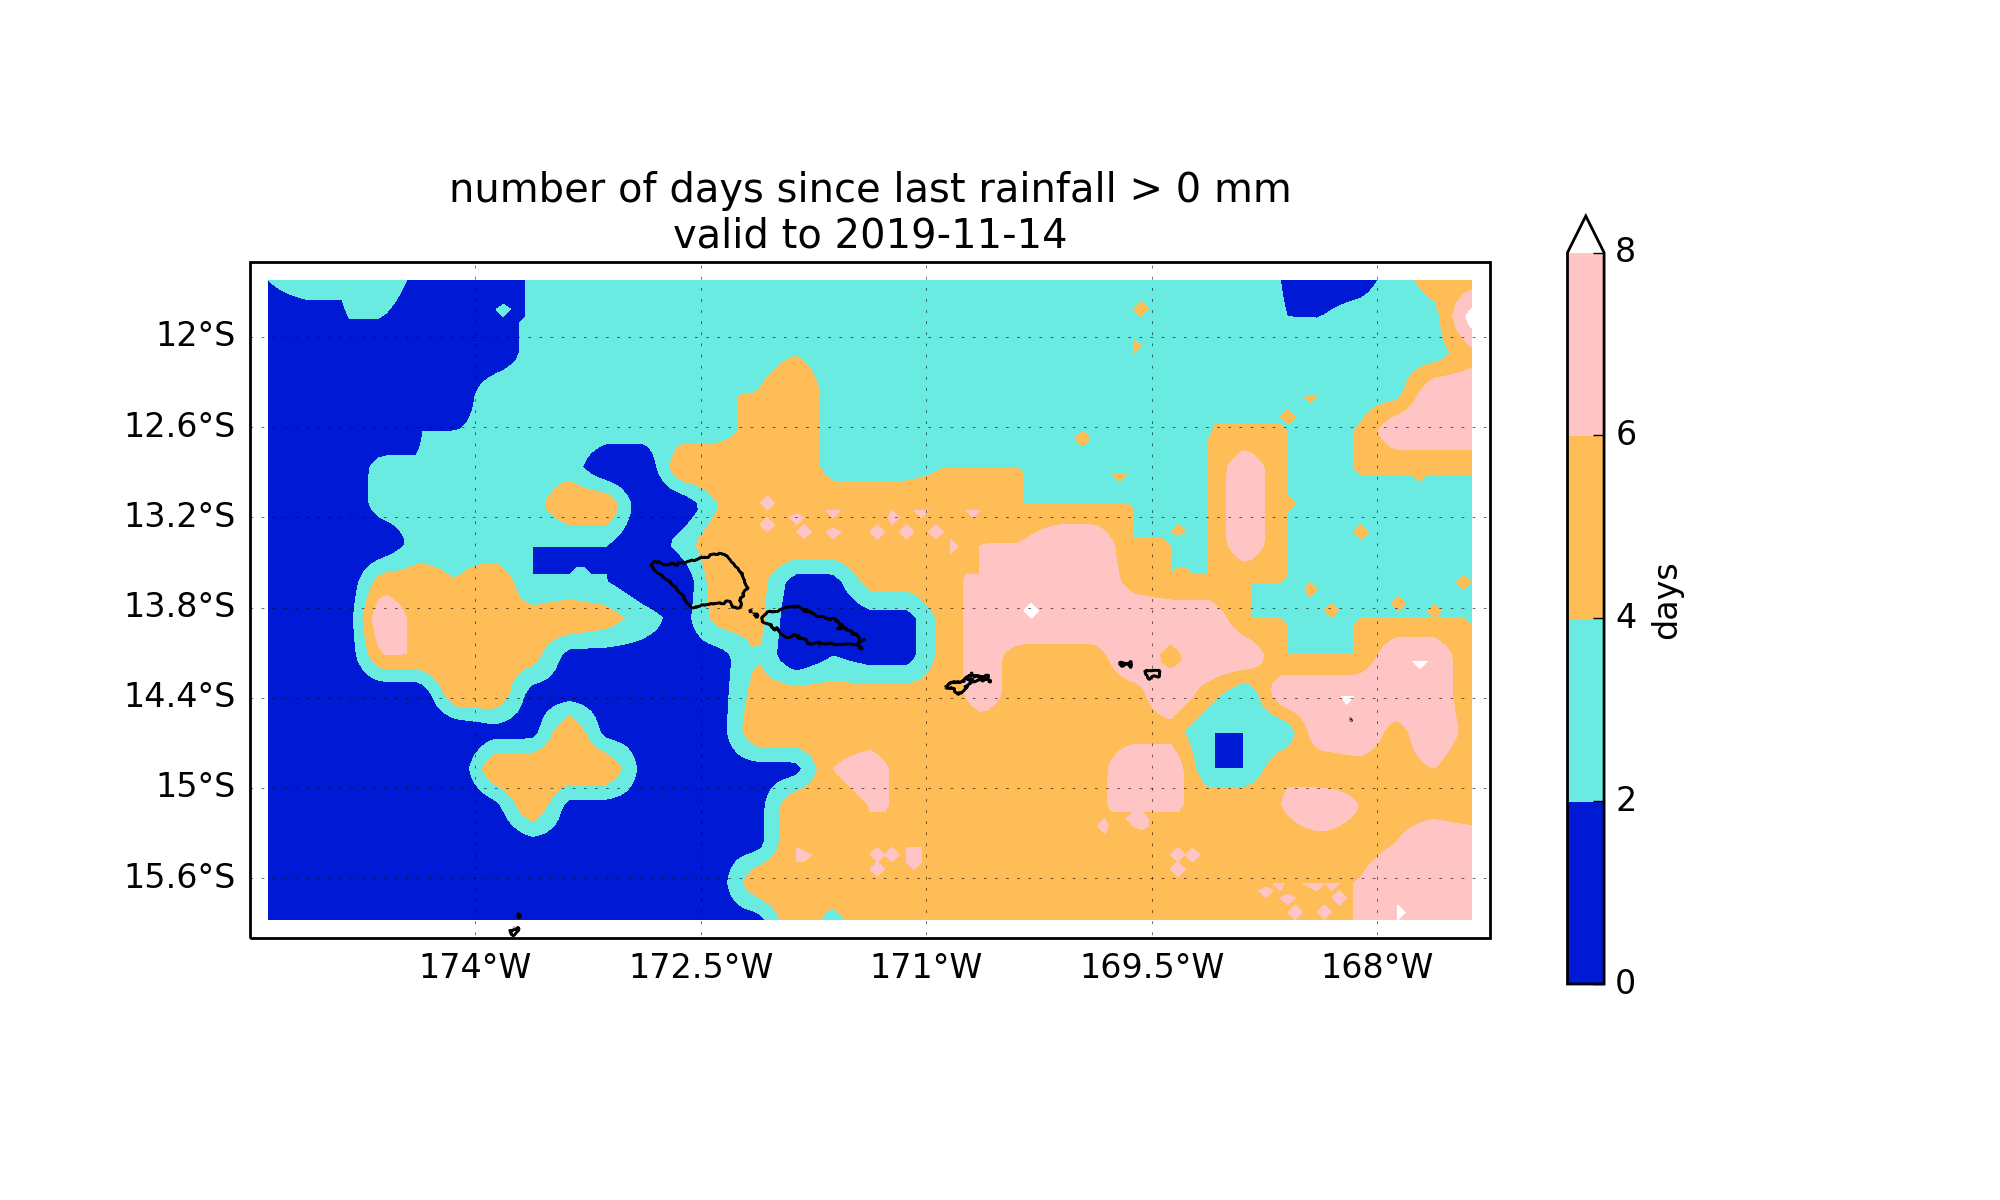 number of days since last rainfall > 0 mm
valid to 2019-11-14
12°S
12.6°S
13.2°S
13.8°S
14.4°S
15°S
15.6°S
174°W
172.5°W
171°W
169.5°W
168°W
8
6
4
2
0
days